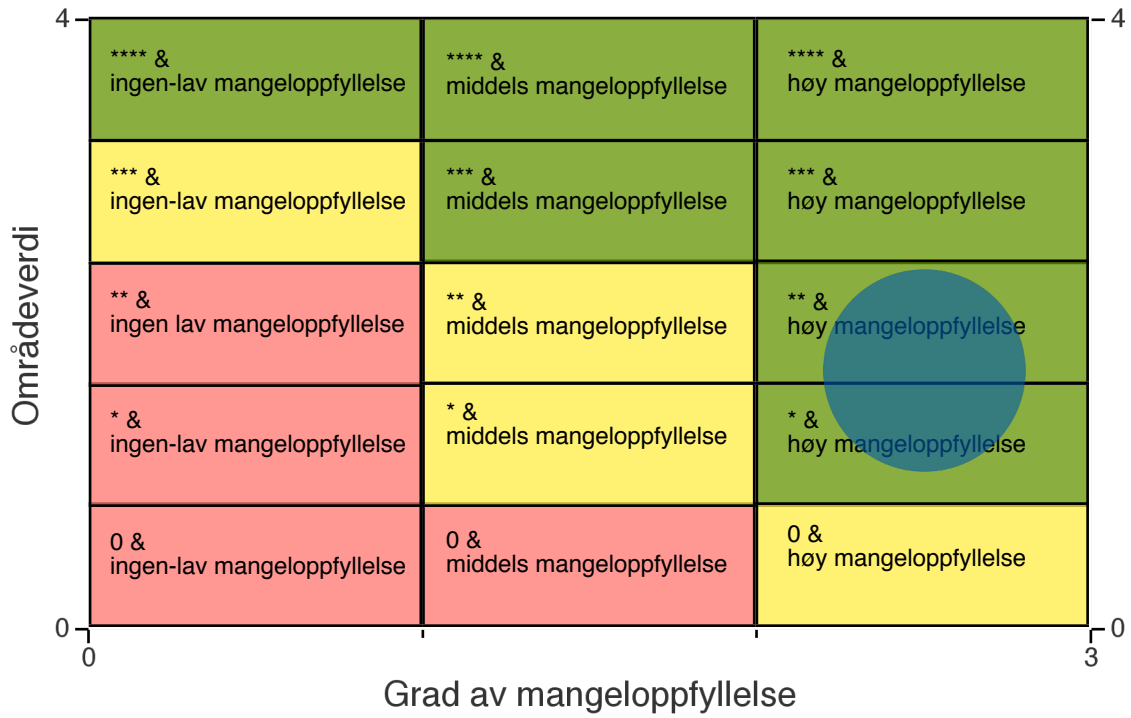 4
4
**** &
ingen-lav mangeloppfyllelse
**** &
middels mangeloppfyllelse
**** &
høy mangeloppfyllelse
*** &
ingen-lav mangeloppfyllelse
*** &
middels mangeloppfyllelse
*** &
høy mangeloppfyllelse
Områdeverdi
** &
ingen lav mangeloppfyllelse
** &
middels mangeloppfyllelse
** &
høy mangeloppfyllelse
* &
ingen-lav mangeloppfyllelse
* &
middels mangeloppfyllelse
* &
høy mangeloppfyllelse
0 &
ingen-lav mangeloppfyllelse
0 &
middels mangeloppfyllelse
0 &
høy mangeloppfyllelse
0
0
0
3
Grad av mangeloppfyllelse